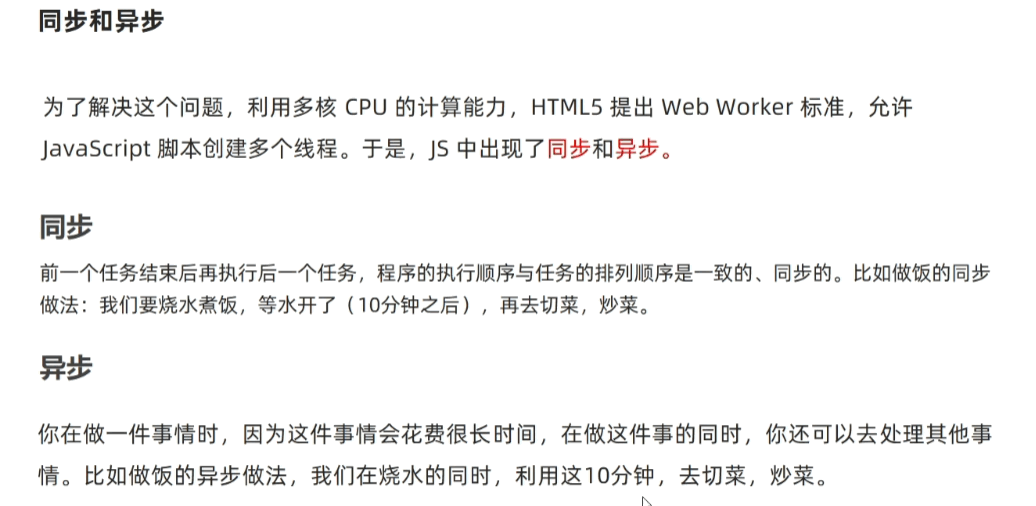 同步和异步
为了解决这个问题，利用多核 CPU 的计算能力，HTML5 提出 Web Worker 标准，允许
JavaScript 脚本创建多个线程。于是，JS 中出现了同步和异步。
同步
前一个任务结束后再执行后一个任务，程序的执行顺序与任务的排列顺序是一致的、同步的。比如做饭的同步
做法：我们要烧水煮饭，等水开了（10分钟之后），再去切菜，炒菜。
异步
你在做一件事情时，因为这件事情会花费很长时间，在做这件事的同时，你还可以去处理其他事
情。比如做饭的异步做法，我们在烧水的同时，利用这10分钟，去切菜，炒菜。